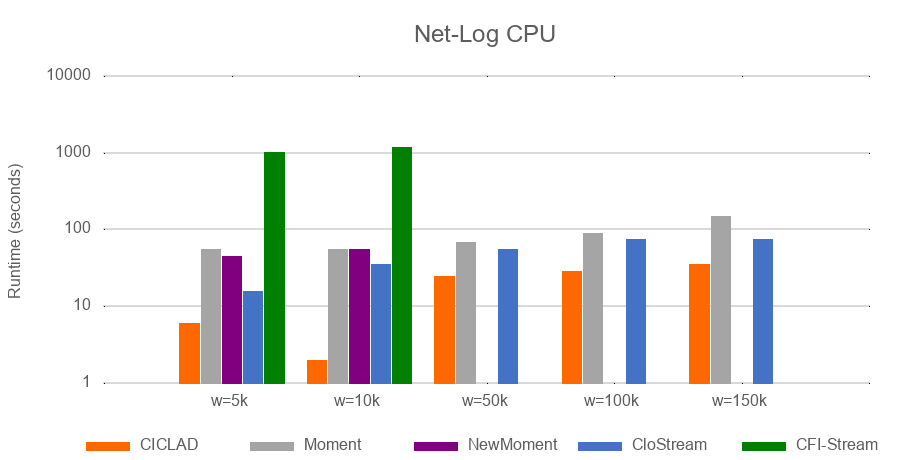 Net-Log CPU
10000
1000
100
10
1
Runtime (seconds)
w=5k w=10k w=50k w=100k w=150k
CICLAD Moment NewMoment CloStream CFI-Stream